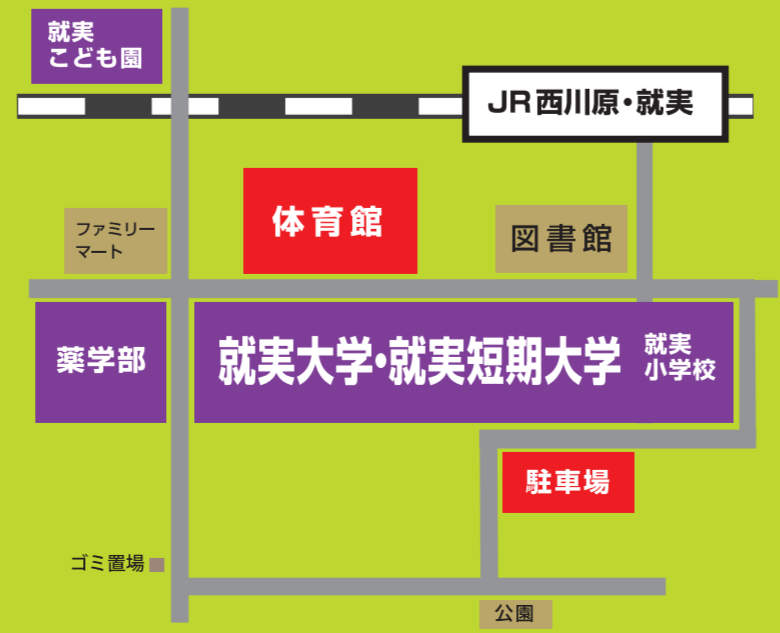 就実
こども園
JR西川原・就実
体育館
ファミリー
マート
図書館
薬学部
就実大学・就実短期大学
就実
小学校
駐車場
ゴミ置場
公園